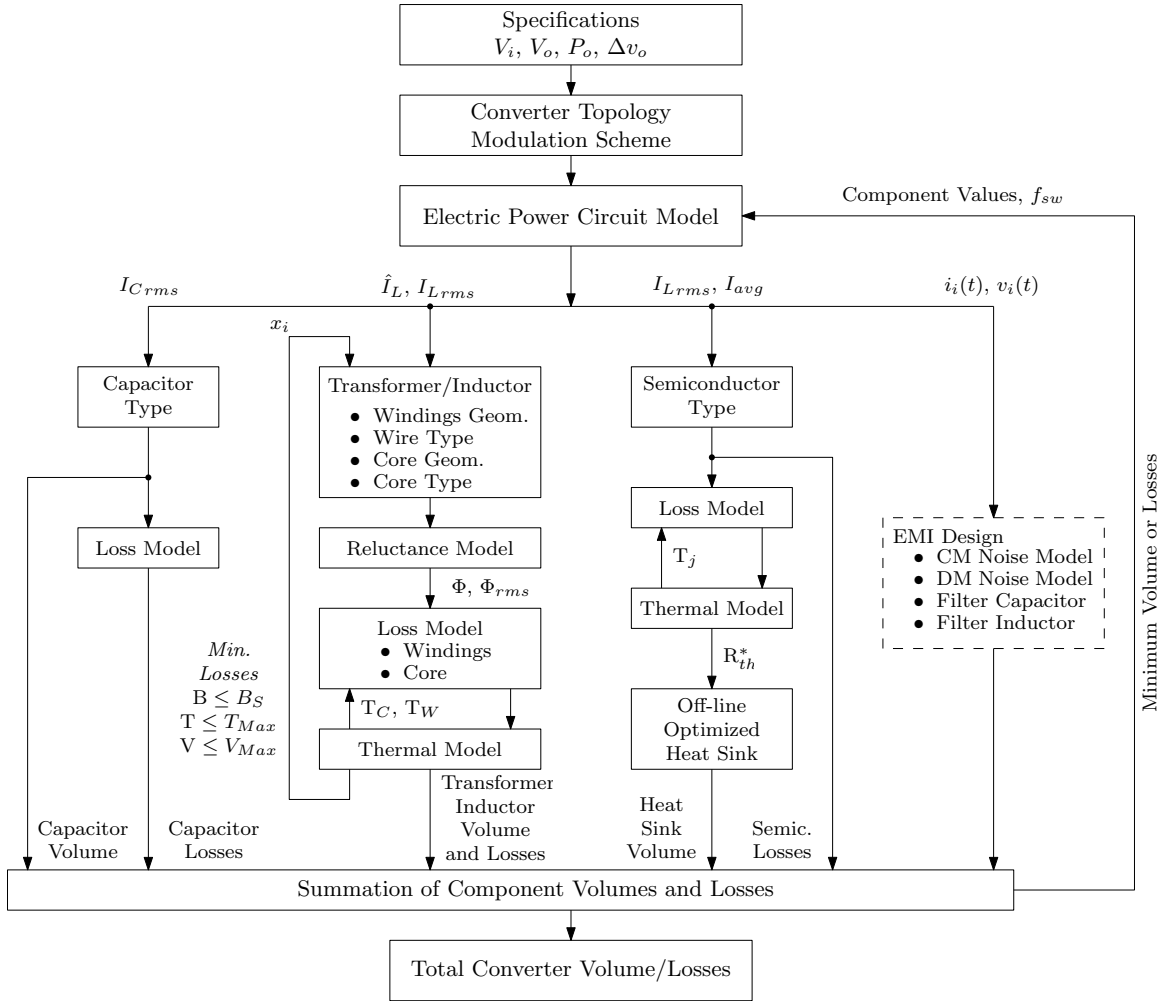 Specifications
V_i, V_o, P_o, Δv_o
Converter Topology
Modulation Scheme
Electric Power Circuit Model
Component Values, f_sw
I_Crms
Î_L, I_Lrms
I_Lrms, I_avg
i_i(t), v_i(t)
x_i
Capacitor
Type
Transformer/Inductor
● Windings Geom.
● Wire Type
● Core Geom.
● Core Type
Semiconductor
Type
Loss Model
Reluctance Model
Φ, Φ_rms
Loss Model
● Windings
● Core
Min.
Losses
B ≤ B_S
T ≤ T_Max
V ≤ V_Max
T_C, T_W
Thermal Model
Loss Model
T_j
Thermal Model
R*_th
Off-line
Optimized
Heat Sink
EMI Design
● CM Noise Model
● DM Noise Model
● Filter Capacitor
● Filter Inductor
Minimum Volume or Losses
Capacitor
Volume
Capacitor
Losses
Transformer
Inductor
Volume
and Losses
Heat
Sink
Volume
Semic.
Losses
Summation of Component Volumes and Losses
Total Converter Volume/Losses